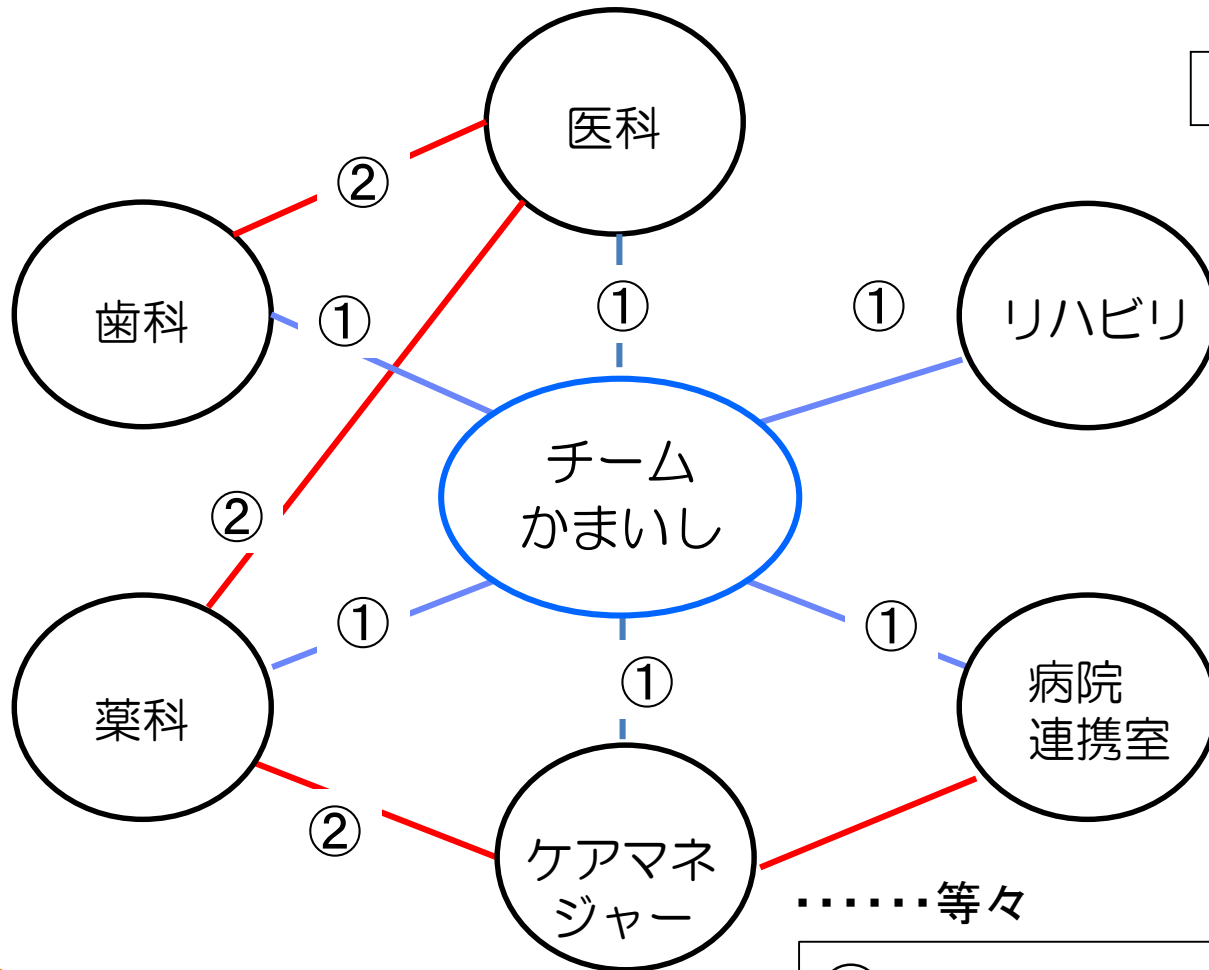 医科
②
歯科
①
①
①
リハビリ
チーム
かまいし
②
①
①
薬科
①
病院
連携室
②
ケアマネ
ジャー
・・・・・・等々